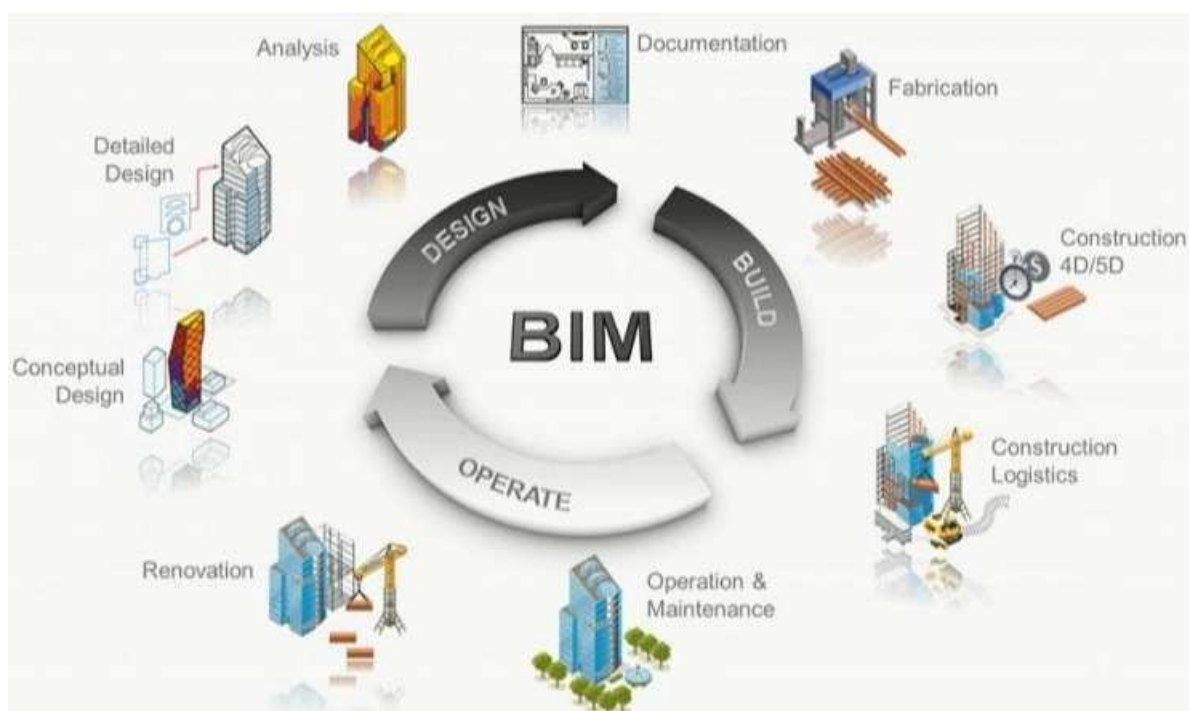 Analysis
Documentation
Fabrication
Detailed
Design
DESIGN
BUILD
Construction
4D/5D
BIM
Conceptual
Design
Construction
Logistics
OPERATE
Renovation
Operation &
Maintenance
$